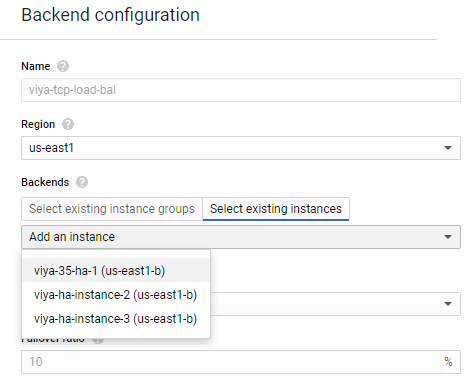 Backend configuration
Name ?
viya-tcp-load-bal
Region ?
us-east1
Backends ?
Select existing instance groups
Select existing instances
Add an instance
viya-35-ha-1 (us-east1-b)
viya-ha-instance-2 (us-east1-b)
viya-ha-instance-3 (us-east1-b)
Failover ratio ?
10 %